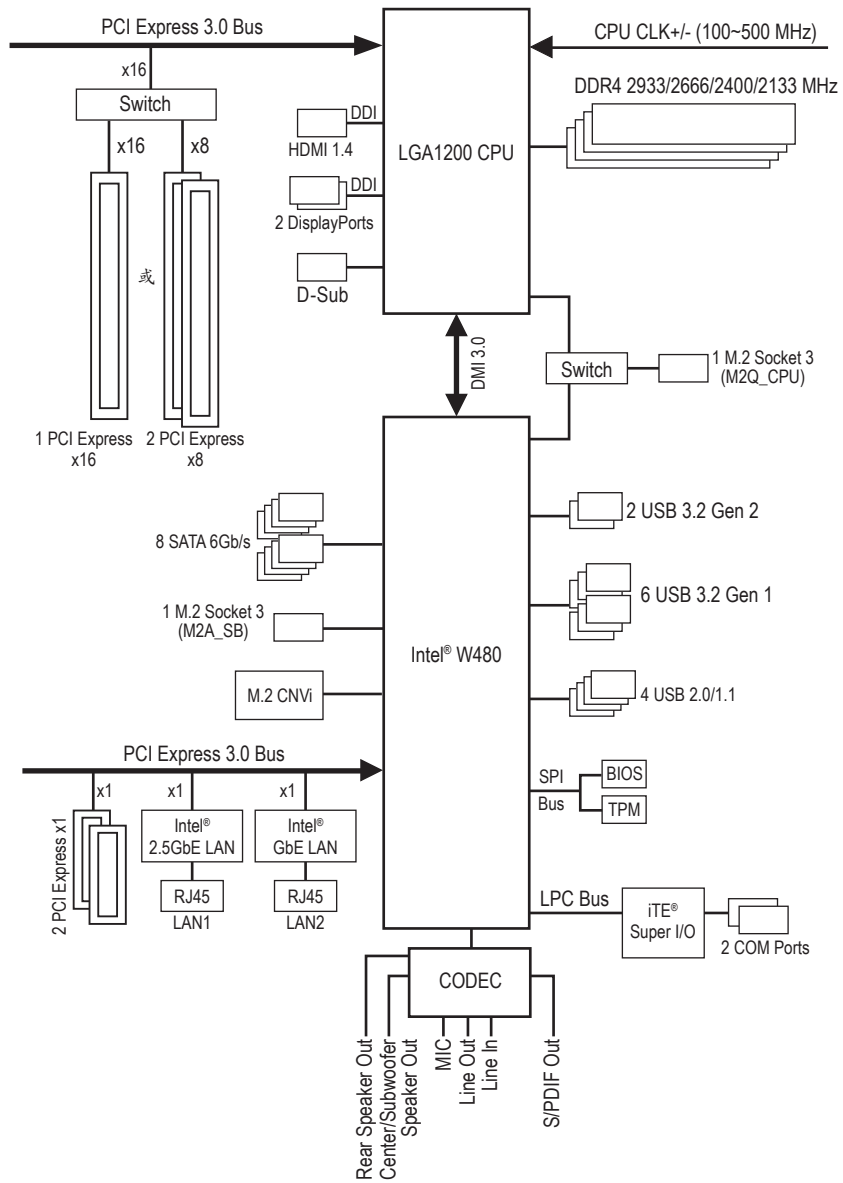 PCI Express 3.0 Bus
CPU CLK+/- (100~500 MHz)
x16
Switch
x16
x8
或
1 PCI Express
x16
2 PCI Express
x8
DDI
HDMI 1.4
DDI
2 DisplayPorts
D-Sub
LGA1200 CPU
DDR4 2933/2666/2400/2133 MHz
DMI 3.0
Switch
1 M.2 Socket 3
(M2Q_CPU)
8 SATA 6Gb/s
1 M.2 Socket 3
(M2A_SB)
M.2 CNVi
Intel® W480
2 USB 3.2 Gen 2
6 USB 3.2 Gen 1
4 USB 2.0/1.1
PCI Express 3.0 Bus
x1
x1
x1
2 PCI Express x1
Intel®
2.5GbE LAN
RJ45
LAN1
Intel®
GbE LAN
RJ45
LAN2
SPI
Bus
BIOS
TPM
LPC Bus
iTE®
Super I/O
2 COM Ports
CODEC
Rear Speaker Out
Center/Subwoofer
Speaker Out
MIC
Line Out
Line In
S/PDIF Out